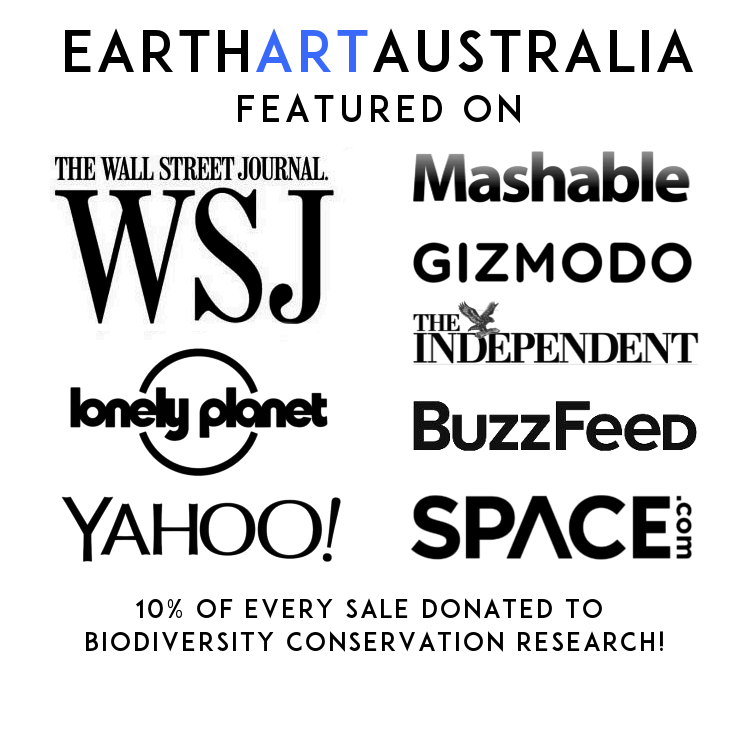 EARTHARTAUSTRALIA
FEATURED ON
THE WALL STREET JOURNAL.
WSJ
lonely planet
YAHOO!
Mashable
GIZMODO
THE
INDEPENDENT
BUZZFEED
SPACE.com
10% OF EVERY SALE DONATED TO
BIODIVERSITY CONSERVATION RESEARCH!